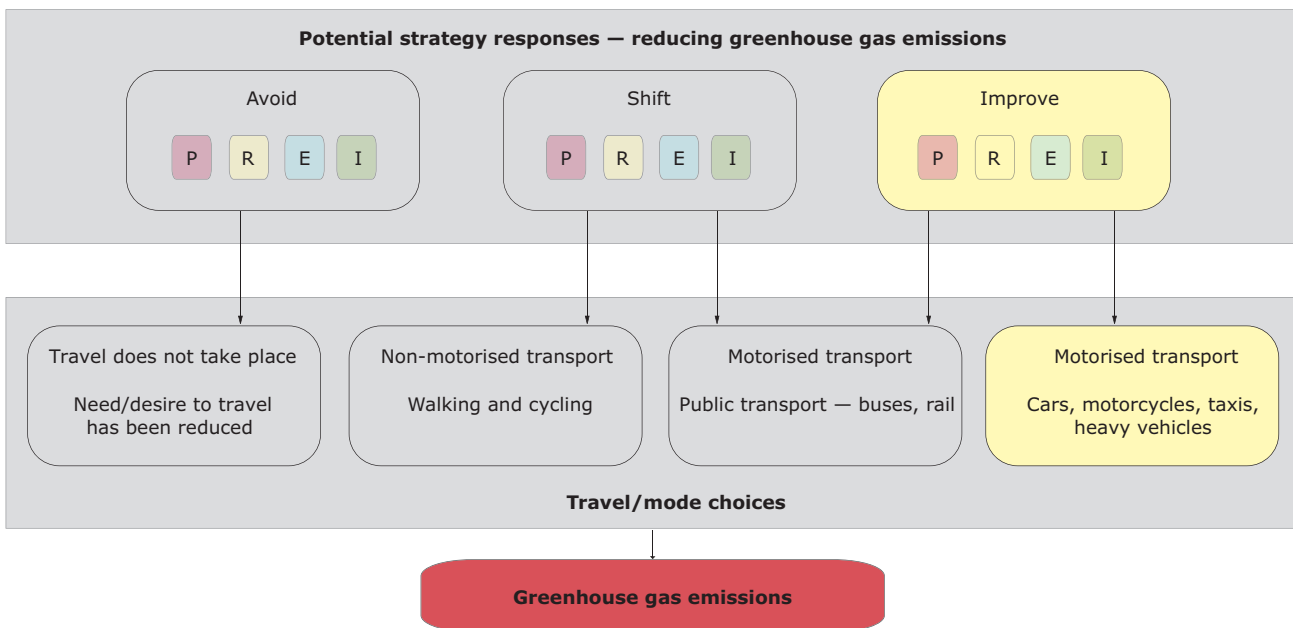 Potential strategy responses — reducing greenhouse gas emissions
Avoid
P R E I
Shift
P R E I
Improve
P R E I
Travel does not take place
Need/desire to travel
has been reduced
Non-motorised transport
Walking and cycling
Motorised transport
Public transport — buses, rail
Motorised transport
Cars, motorcycles, taxis,
heavy vehicles
Travel/mode choices
Greenhouse gas emissions